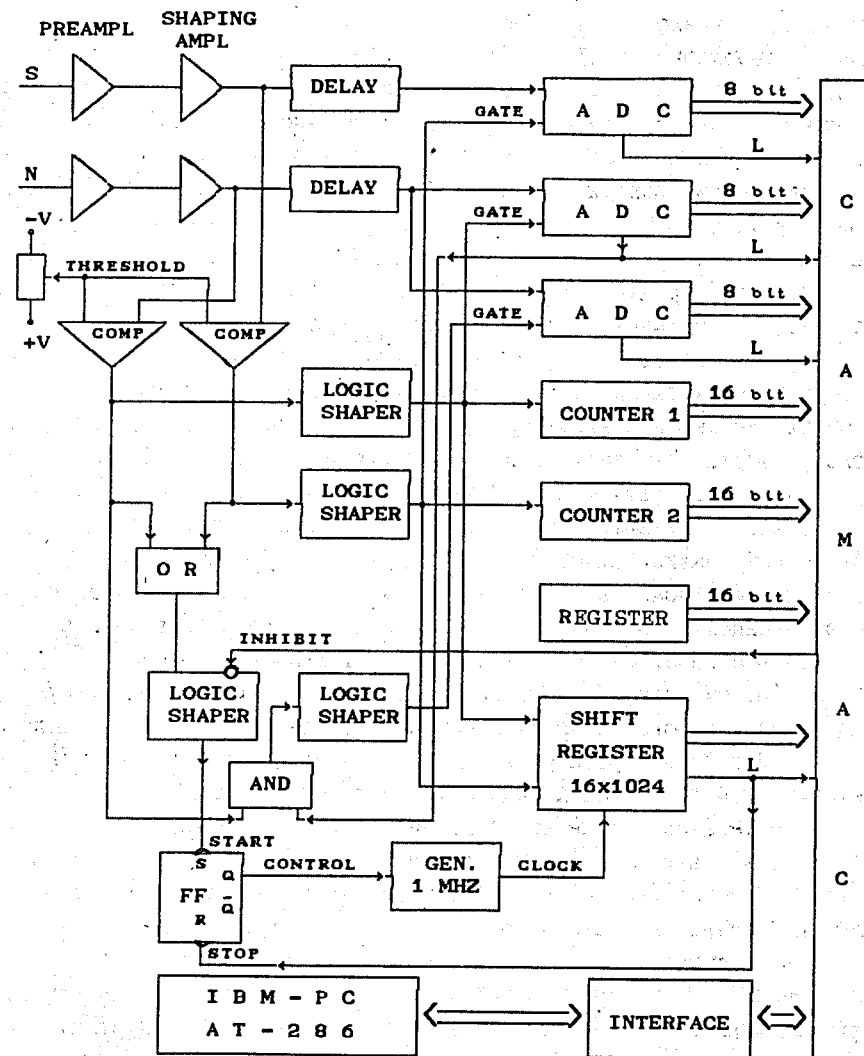 PREAMPL
SHAPING
AMPL
S
DELAY
A D C
8 bit
GATE
L
N
DELAY
A D C
8 bit
C
-V
GATE
L
THRESHOLD
+V
COMP
COMP
A D C
8 bit
GATE
L
A
LOGIC
SHAPER
COUNTER 1
16 bit
LOGIC
SHAPER
COUNTER 2
16 bit
O R
M
REGISTER
16 bit
INHIBIT
LOGIC
SHAPER
LOGIC
SHAPER
SHIFT
REGISTER
16x1024
A
L
AND
START
S
Q
FF
Q̅
R
CONTROL
GEN.
1 MHZ
CLOCK
C
STOP
I B M - P C
A T - 2 8 6
INTERFACE